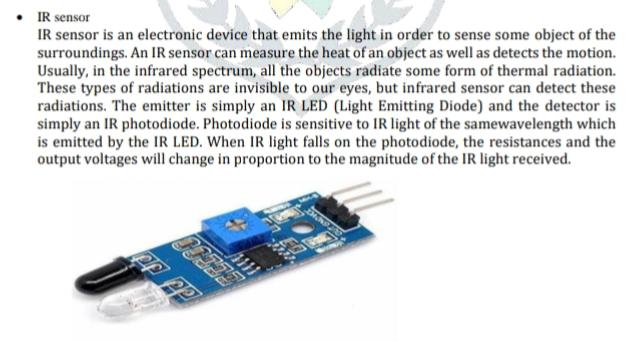 • IR sensor
IR sensor is an electronic device that emits the light in order to sense some object of the
surroundings. An IR sensor can measure the heat of an object as well as detects the motion.
Usually, in the infrared spectrum, all the objects radiate some form of thermal radiation.
These types of radiations are invisible to our eyes, but infrared sensor can detect these
radiations. The emitter is simply an IR LED (Light Emitting Diode) and the detector is
simply an IR photodiode. Photodiode is sensitive to IR light of the samewavelength which
is emitted by the IR LED. When IR light falls on the photodiode, the resistances and the
output voltages will change in proportion to the magnitude of the IR light received.